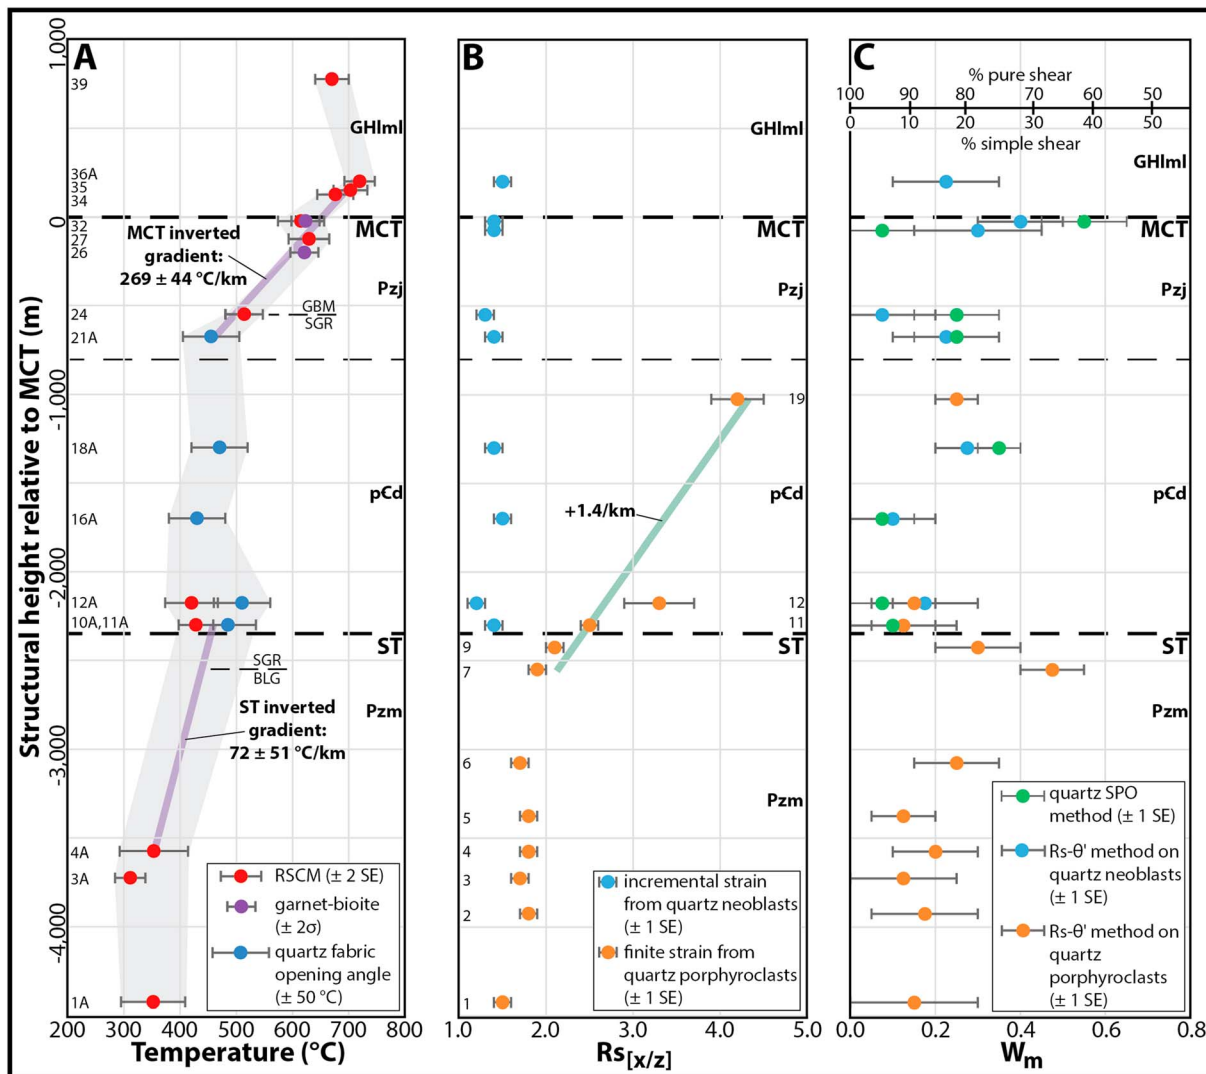 Structural height relative to MCT (m)
1,000
0
-1,000
-2,000
-3,000
-4,000
A
39
GHlml
36A
35
34
32
27
26
MCT
MCT inverted
gradient:
269 ± 44 °C/km
Pzj
24
GBM
SGR
21A
18A
16A
12A
10A,11A
SGR
BLG
ST inverted
gradient:
72 ± 51 °C/km
4A
3A
1A
RSCM (± 2 SE)
garnet-bioite
(± 2σ)
quartz fabric
opening angle
(± 50 °C)
200 300 400 500 600 700 800
Temperature (°C)
B
GHlml
MCT
Pzj
19
p€d
+1.4/km
12
11
ST
9
7
Pzm
6
Pzm
5
4
3
2
1
incremental strain
from quartz neoblasts
(± 1 SE)
finite strain from
quartz porphyroclasts
(± 1 SE)
1.0 2.0 3.0 4.0 5.0
Rs[x/z]
C
% pure shear
100 90 80 70 60 50
0 10 20 30 40 50
% simple shear
GHlml
MCT
Pzj
p€d
ST
Pzm
quartz SPO
method (± 1 SE)
Rs-θ' method on
quartz neoblasts
(± 1 SE)
Rs-θ' method on
quartz
porphyroclasts
(± 1 SE)
0.0 0.2 0.4 0.6 0.8
Wm